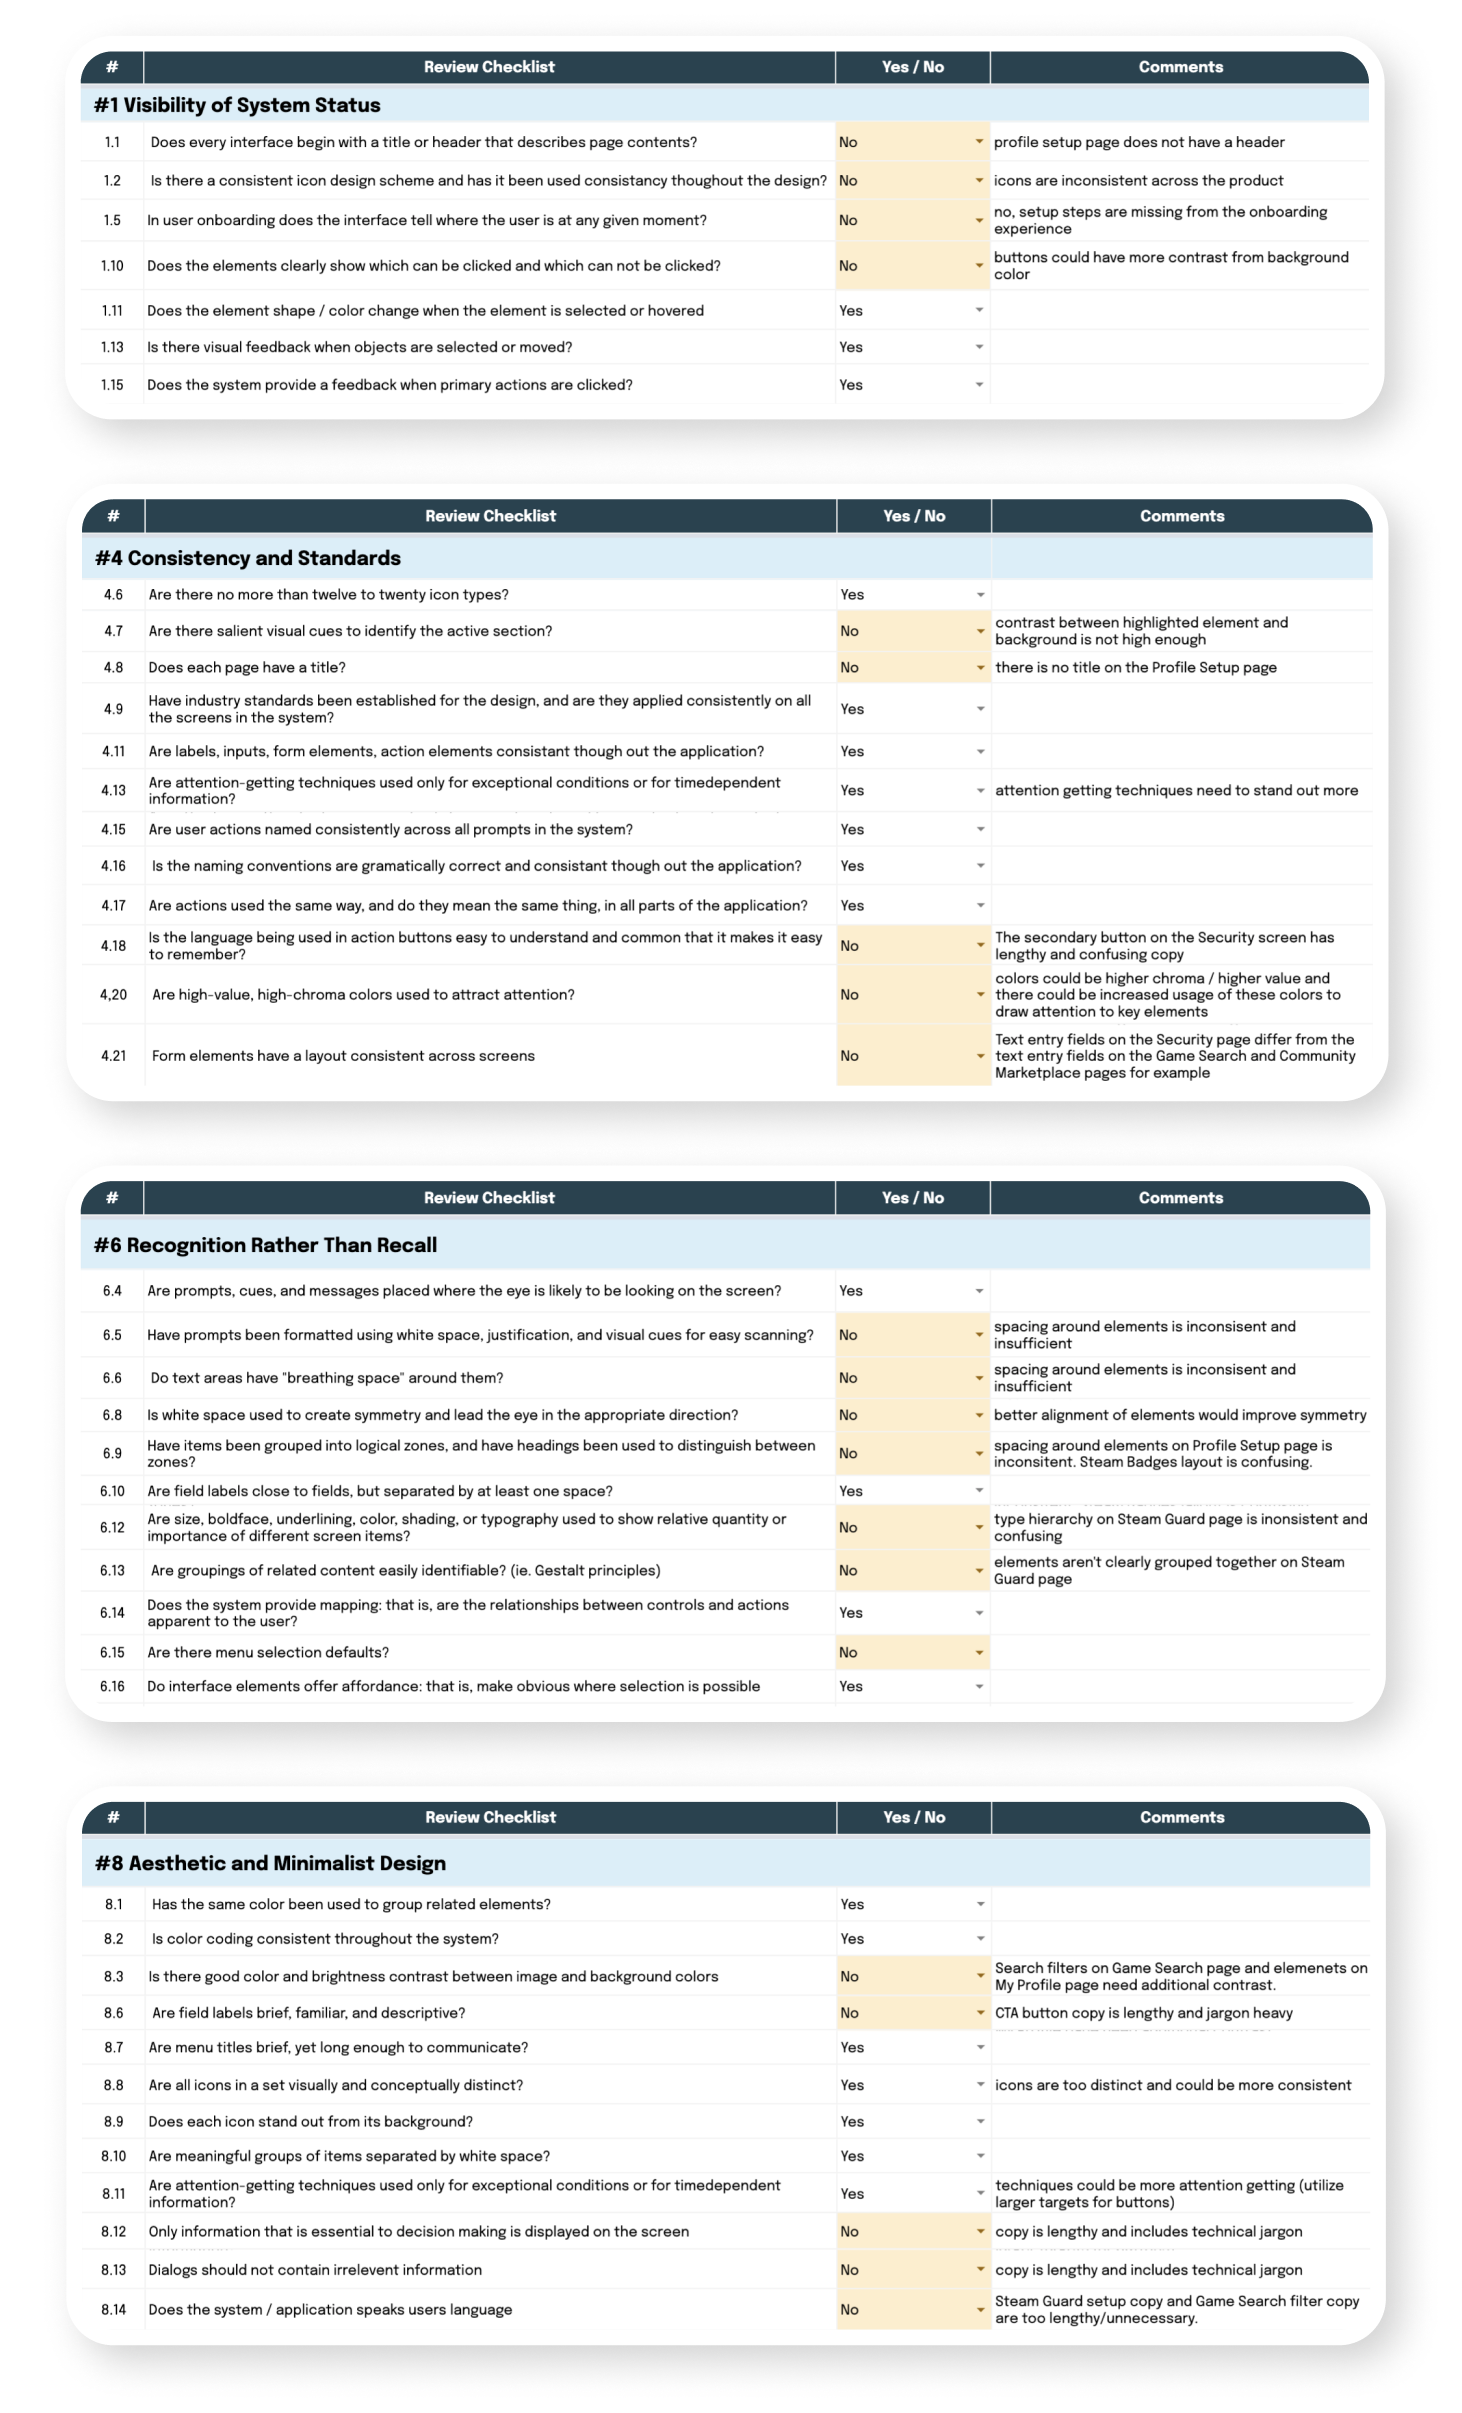 # Review Checklist Yes / No Comments
#1 Visibility of System Status
1.1 Does every interface begin with a title or header that describes page contents? No profile setup page does not have a header
1.2 Is there a consistent icon design scheme and has it been used consistancy thoughout the design? No icons are inconsistent across the product
1.5 In user onboarding does the interface tell where the user is at any given moment? No no, setup steps are missing from the onboarding
experience
1.10 Does the elements clearly show which can be clicked and which can not be clicked? No buttons could have more contrast from background
color
1.11 Does the element shape / color change when the element is selected or hovered Yes
1.13 Is there visual feedback when objects are selected or moved? Yes
1.15 Does the system provide a feedback when primary actions are clicked? Yes
# Review Checklist Yes / No Comments
#4 Consistency and Standards
4.6 Are there no more than twelve to twenty icon types? Yes
4.7 Are there salient visual cues to identify the active section? No contrast between highlighted element and
background is not high enough
4.8 Does each page have a title? No there is no title on the Profile Setup page
4.9 Have industry standards been established for the design, and are they applied consistently on all
the screens in the system? Yes
4.11 Are labels, inputs, form elements, action elements consistant though out the application? Yes
4.13 Are attention-getting techniques used only for exceptional conditions or for timedependent
information? Yes attention getting techniques need to stand out more
4.15 Are user actions named consistently across all prompts in the system? Yes
4.16 Is the naming conventions are gramatically correct and consistant though out the application? Yes
4.17 Are actions used the same way, and do they mean the same thing, in all parts of the application? Yes
4.18 Is the language being used in action buttons easy to understand and common that it makes it easy
to remember? No The secondary button on the Security screen has
lengthy and confusing copy
4,20 Are high-value, high-chroma colors used to attract attention? No colors could be higher chroma / higher value and
there could be increased usage of these colors to
draw attention to key elements
4.21 Form elements have a layout consistent across screens No Text entry fields on the Security page differ from the
text entry fields on the Game Search and Community
Marketplace pages for example
# Review Checklist Yes / No Comments
#6 Recognition Rather Than Recall
6.4 Are prompts, cues, and messages placed where the eye is likely to be looking on the screen? Yes
6.5 Have prompts been formatted using white space, justification, and visual cues for easy scanning? No spacing around elements is inconsisent and
insufficient
6.6 Do text areas have "breathing space" around them? No spacing around elements is inconsisent and
insufficient
6.8 Is white space used to create symmetry and lead the eye in the appropriate direction? No better alignment of elements would improve symmetry
6.9 Have items been grouped into logical zones, and have headings been used to distinguish between
zones? No spacing around elements on Profile Setup page is
inconsitent. Steam Badges layout is confusing.
6.10 Are field labels close to fields, but separated by at least one space? Yes
6.12 Are size, boldface, underlining, color, shading, or typography used to show relative quantity or
importance of different screen items? No type hierarchy on Steam Guard page is inonsistent and
confusing
6.13 Are groupings of related content easily identifiable? (ie. Gestalt principles) No elements aren't clearly grouped together on Steam
Guard page
6.14 Does the system provide mapping: that is, are the relationships between controls and actions
apparent to the user? Yes
6.15 Are there menu selection defaults? No
6.16 Do interface elements offer affordance: that is, make obvious where selection is possible Yes
# Review Checklist Yes / No Comments
#8 Aesthetic and Minimalist Design
8.1 Has the same color been used to group related elements? Yes
8.2 Is color coding consistent throughout the system? Yes
8.3 Is there good color and brightness contrast between image and background colors No Search filters on Game Search page and elemenets on
My Profile page need additional contrast.
8.6 Are field labels brief, familiar, and descriptive? No CTA button copy is lengthy and jargon heavy
8.7 Are menu titles brief, yet long enough to communicate? Yes
8.8 Are all icons in a set visually and conceptually distinct? Yes icons are too distinct and could be more consistent
8.9 Does each icon stand out from its background? Yes
8.10 Are meaningful groups of items separated by white space? Yes
8.11 Are attention-getting techniques used only for exceptional conditions or for timedependent
information? Yes techniques could be more attention getting (utilize
larger targets for buttons)
8.12 Only information that is essential to decision making is displayed on the screen No copy is lengthy and includes technical jargon
8.13 Dialogs should not contain irrelevent information No copy is lengthy and includes technical jargon
8.14 Does the system / application speaks users language No Steam Guard setup copy and Game Search filter copy
are too lengthy/unnecessary.